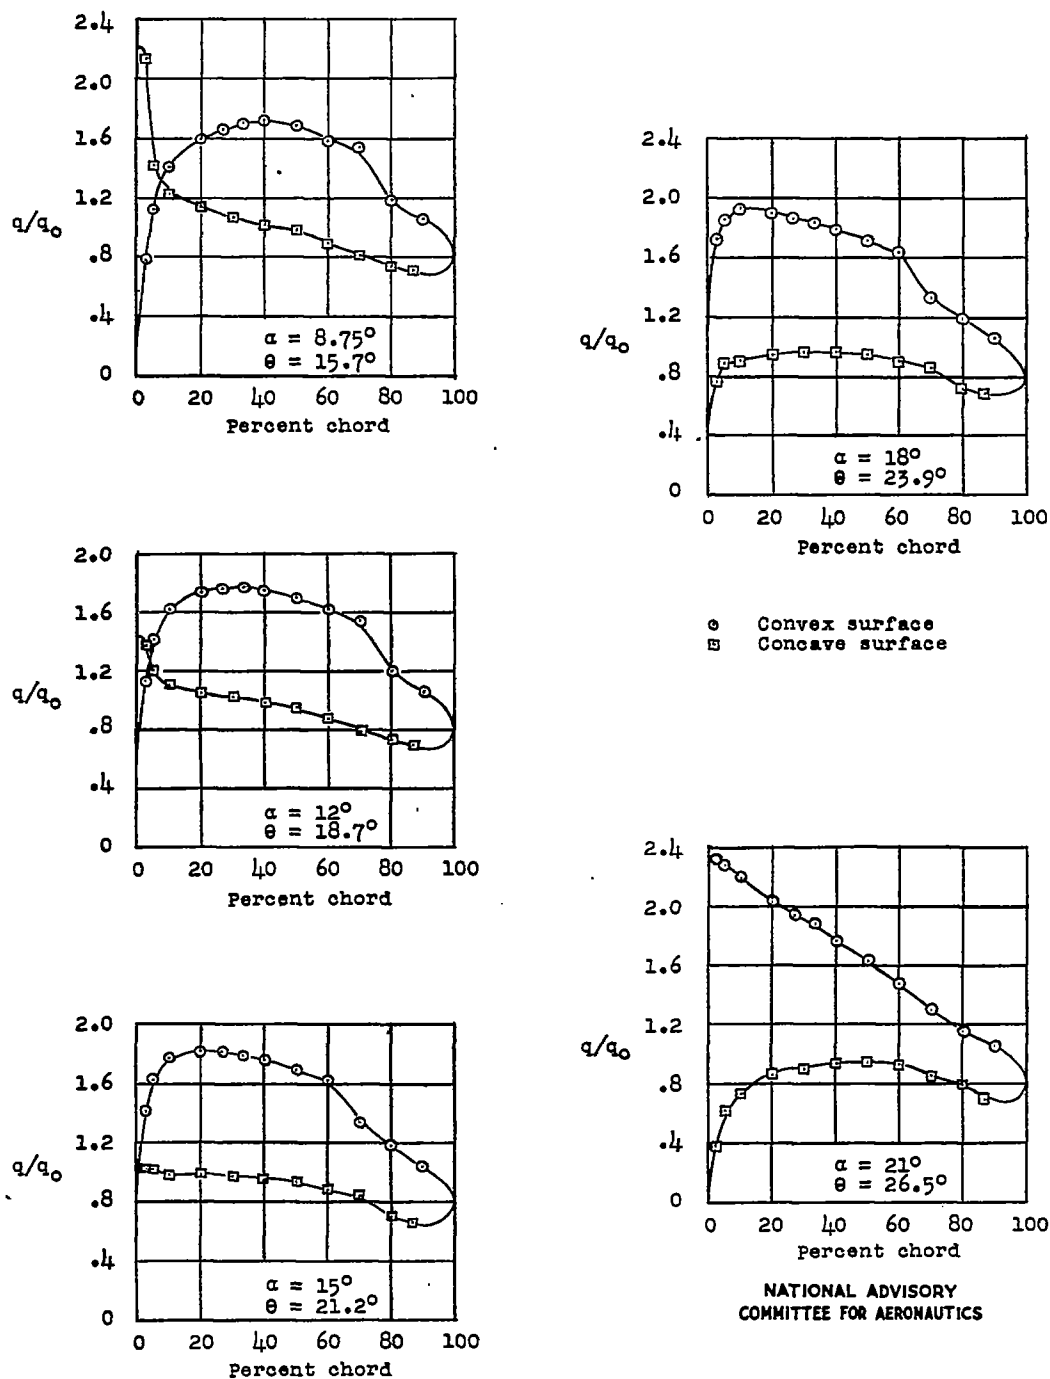 2.4
2.0
1.6
1.2
q/q₀
.8
.4
α = 8.75°
θ = 15.7°
0
0 20 40 60 80 100
Percent chord
2.0
1.6
1.2
q/q₀
.8
.4
α = 12°
θ = 18.7°
0
0 20 40 60 80 100
Percent chord
2.0
1.6
1.2
q/q₀
.8
.4
α = 15°
θ = 21.2°
0
0 20 40 60 80 100
Percent chord
2.4
2.0
1.6
1.2
q/q₀
.8
.4
α = 18°
θ = 23.9°
0
0 20 40 60 80 100
Percent chord
Convex surface
Concave surface
2.4
2.0
1.6
1.2
q/q₀
.8
.4
α = 21°
θ = 26.5°
0
0 20 40 60 80 100
Percent chord
NATIONAL ADVISORY
COMMITTEE FOR AERONAUTICS